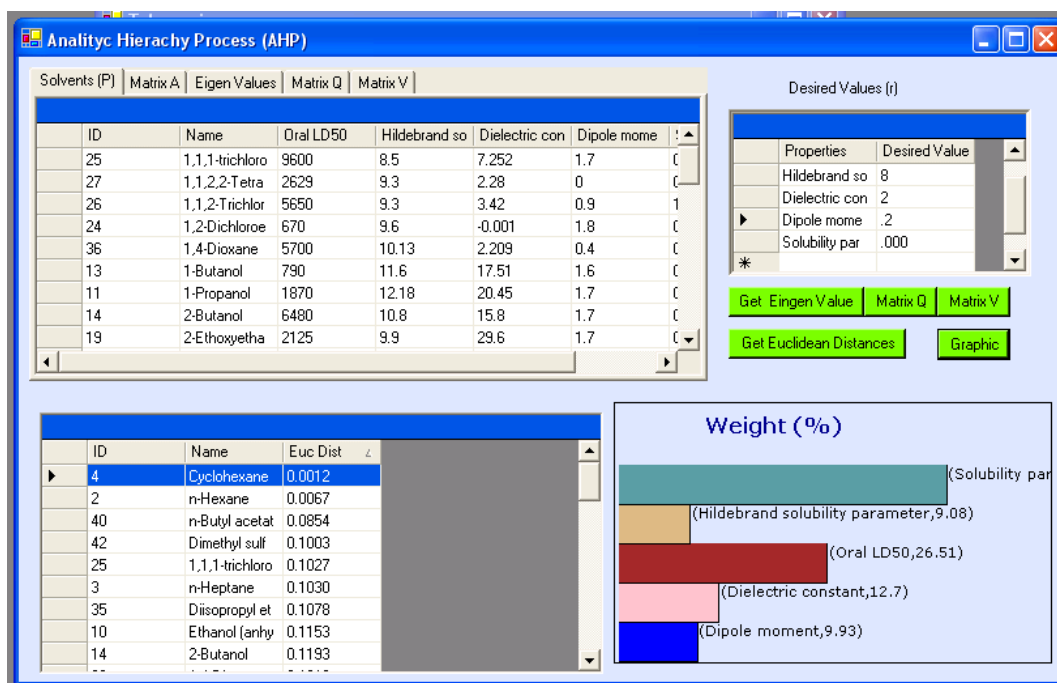 Analityc Hierachy Process (AHP)
Solvents (P) Matrix A Eigen Values Matrix Q Matrix V
ID Name Oral LD50 Hildebrand so Dielectric con Dipole mome
25 1,1,1-trichloro 9600 8.5 7.252 1.7
27 1,1,2,2-Tetra 2629 9.3 2.28 0
26 1,1,2-Trichlor 5650 9.3 3.42 0.9 1
24 1,2-Dichloroe 670 9.6 -0.001 1.8
36 1,4-Dioxane 5700 10.13 2.209 0.4
13 1-Butanol 790 11.6 17.51 1.6
11 1-Propanol 1870 12.18 20.45 1.7
14 2-Butanol 6480 10.8 15.8 1.7
19 2-Ethoxyetha 2125 9.9 29.6 1.7
Desired Values (r)
Properties Desired Value
Hildebrand so 8
Dielectric con 2
Dipole mome .2
Solubility par .000
*
Get Eingen Value Matrix Q Matrix V
Get Euclidean Distances Graphic
ID Name Euc Dist
4 Cyclohexane 0.0012
2 n-Hexane 0.0067
40 n-Butyl acetat 0.0854
42 Dimethyl sulf 0.1003
25 1,1,1-trichloro 0.1027
3 n-Heptane 0.1030
35 Diisopropyl et 0.1078
10 Ethanol (anhy 0.1153
14 2-Butanol 0.1193
Weight (%)
(Solubility par
(Hildebrand solubility parameter,9.08)
(Oral LD50,26.51)
(Dielectric constant,12.7)
(Dipole moment,9.93)